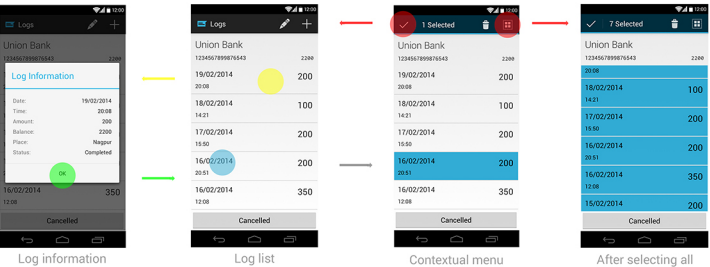 12:00
Logs
Union Bank
1234567899876543 2200
Log Information
Date: 19/02/2014
Time: 20:08
Amount: 200
Balance: 2200
Place: Nagpur
Status: Completed
OK
16/02/2014 350
12:08
Cancelled
Log information
12:00
Logs
Union Bank
1234567899876543 2200
19/02/2014 200
20:08
18/02/2014 100
14:21
17/02/2014 200
15:50
16/02/2014 200
20:51
16/02/2014 350
12:08
Cancelled
Log list
12:00
1 Selected
Union Bank
1234567899876543 2200
19/02/2014 200
20:08
18/02/2014 100
14:21
17/02/2014 200
15:50
16/02/2014 200
20:51
16/02/2014 350
12:08
Cancelled
Contextual menu
12:00
7 Selected
Union Bank
1234567899876543 2200
20:08
18/02/2014 100
14:21
17/02/2014 200
15:50
16/02/2014 200
20:51
16/02/2014 350
12:08
15/02/2014 200
Cancelled
After selecting all